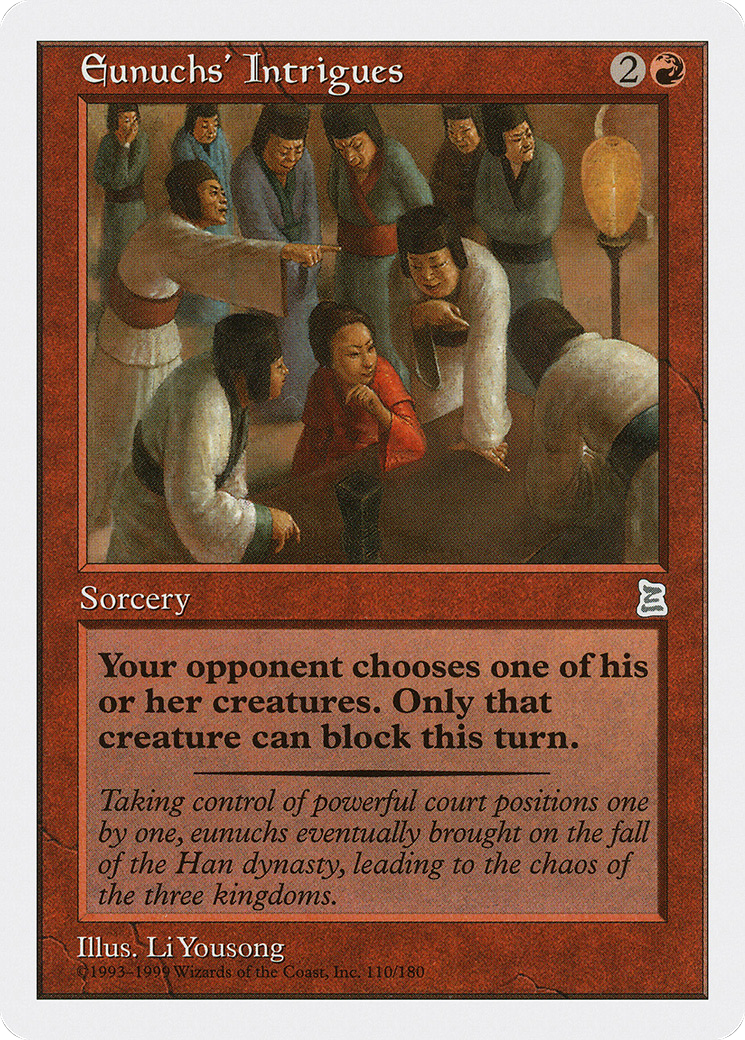 Eunuchs' Intrigues 2
Sorcery
Your opponent chooses one of his
or her creatures. Only that
creature can block this turn.
Taking control of powerful court positions one
by one, eunuchs eventually brought on the fall
of the Han dynasty, leading to the chaos of
the three kingdoms.
Illus. Li Yousong
©1993–1999 Wizards of the Coast, Inc. 110/180